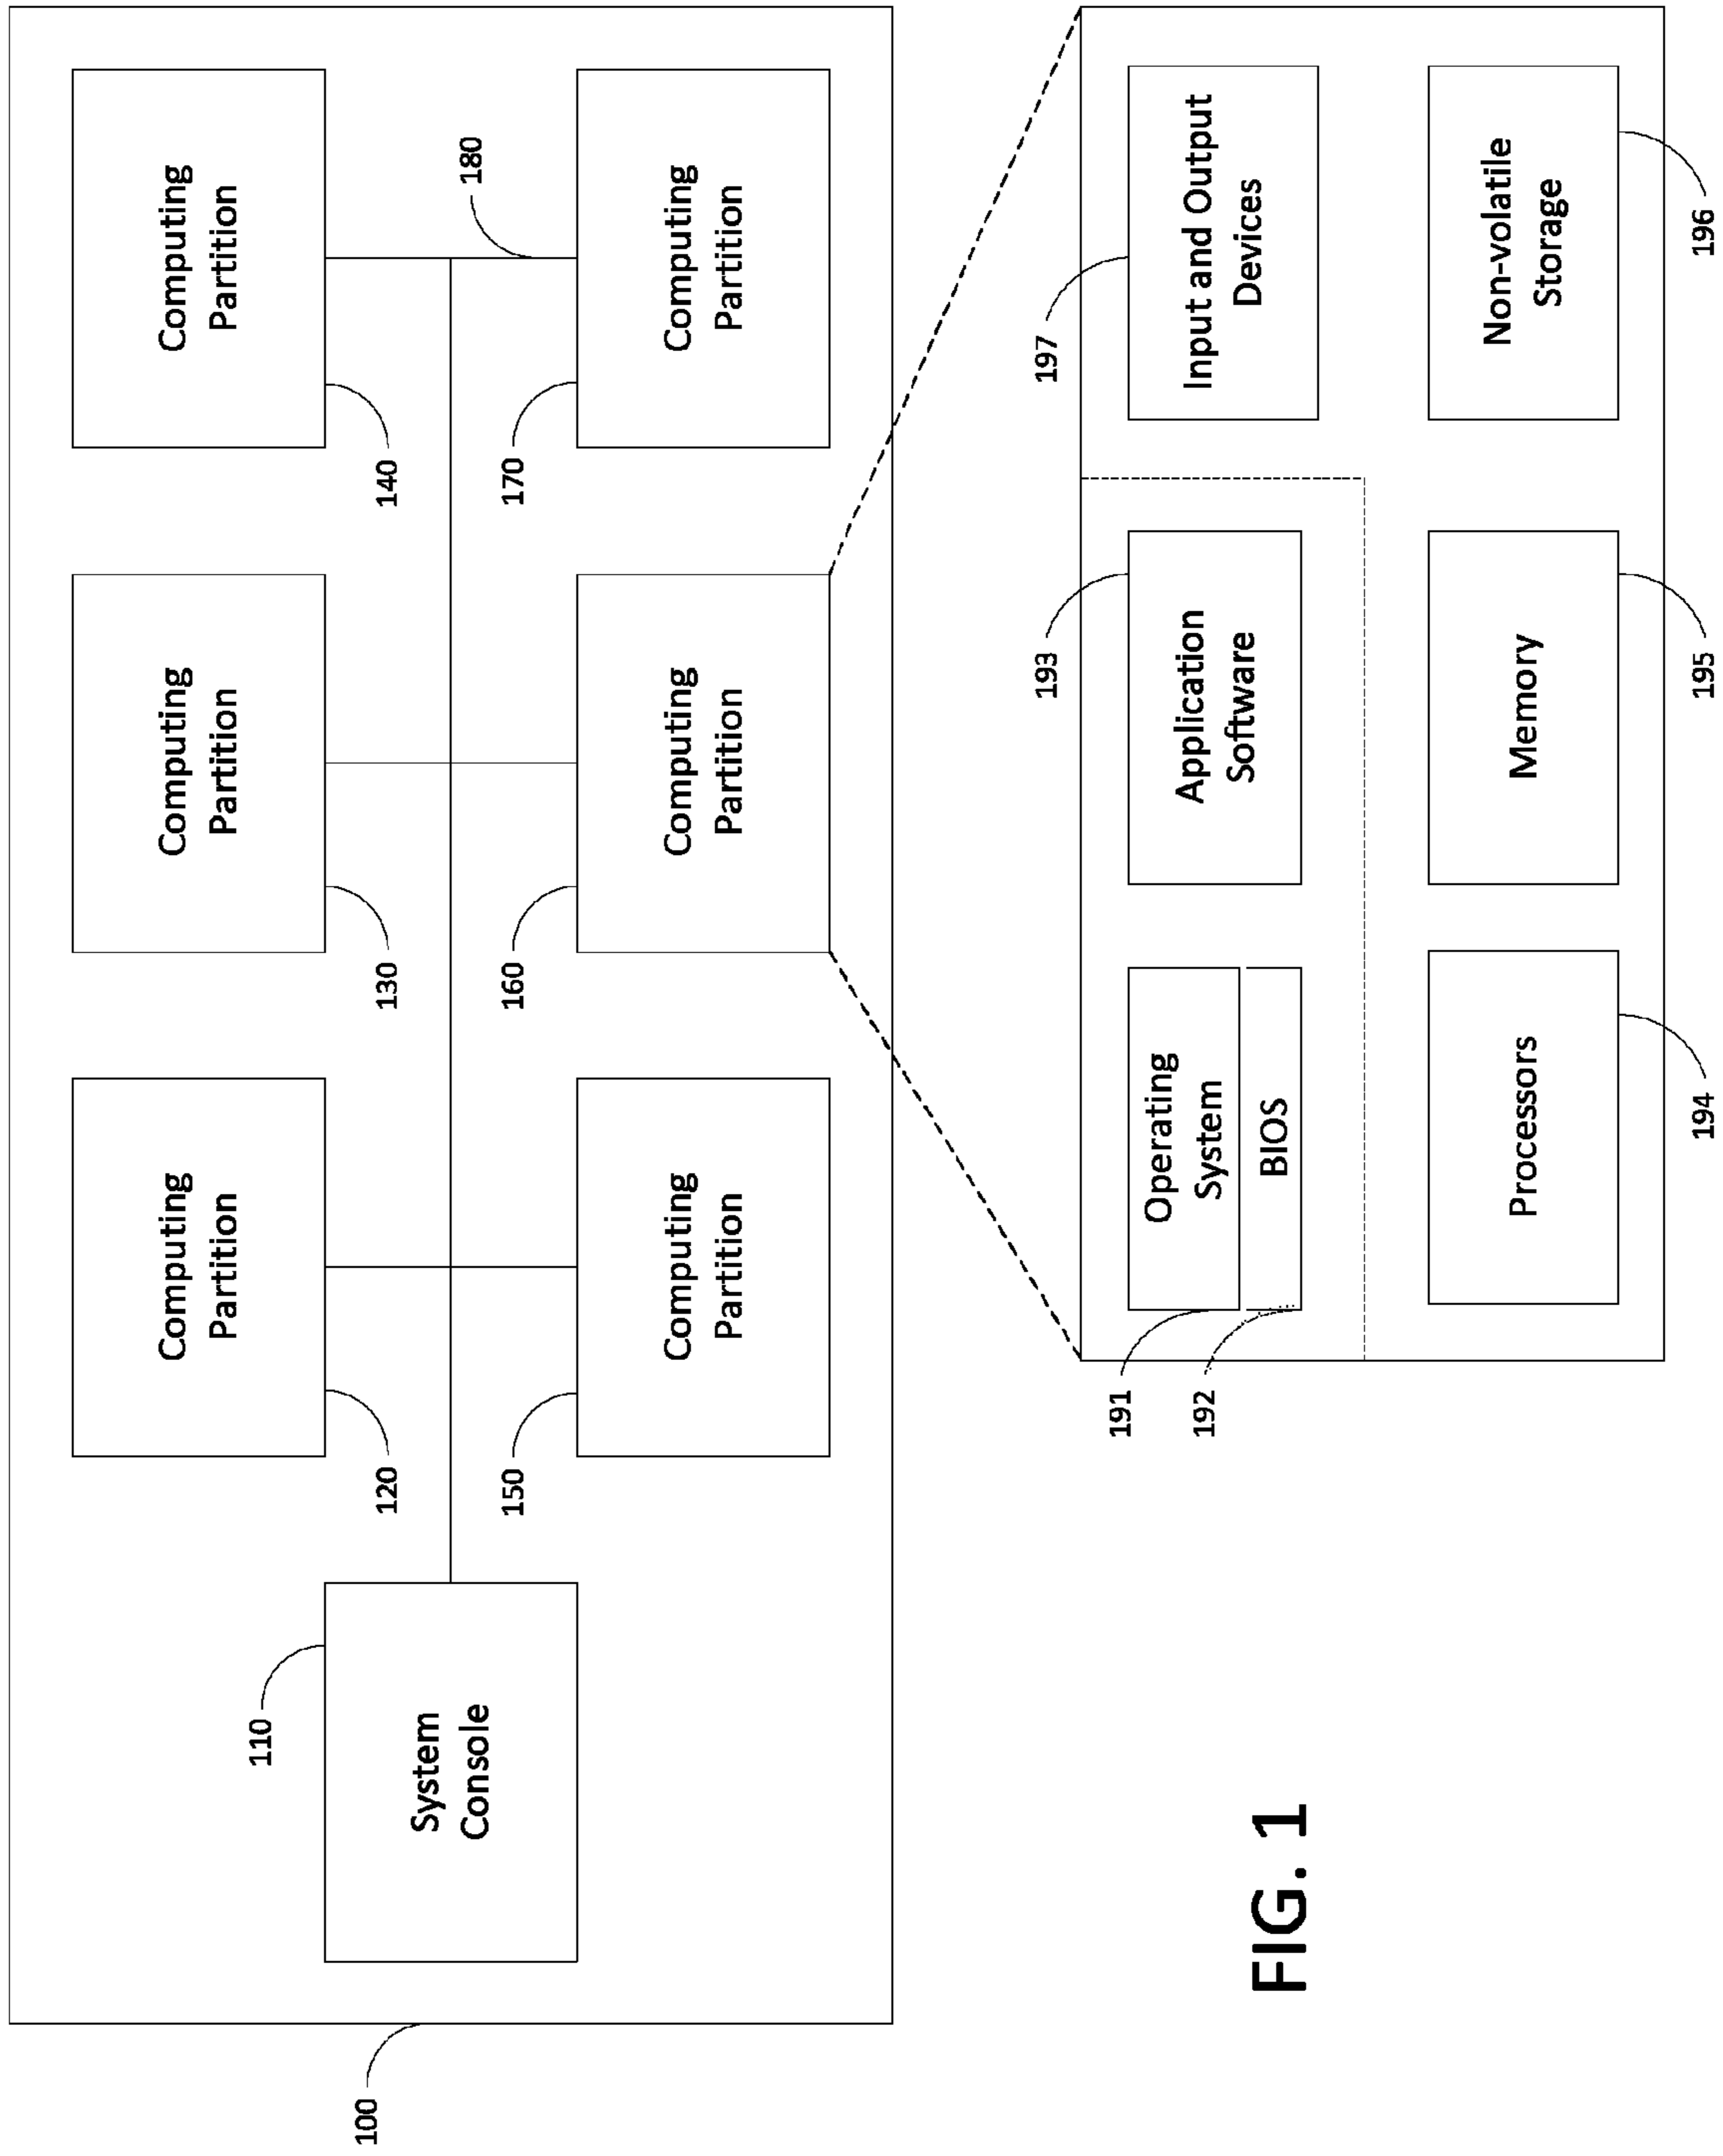 100
110
System
Console
120
Computing
Partition
130
Computing
Partition
140
Computing
Partition
150
Computing
Partition
160
Computing
Partition
170
Computing
Partition
180
191
Operating
System
192
BIOS
193
Application
Software
197
Input and Output
Devices
Processors
194
Memory
195
Non-volatile
Storage
196
FIG. 1